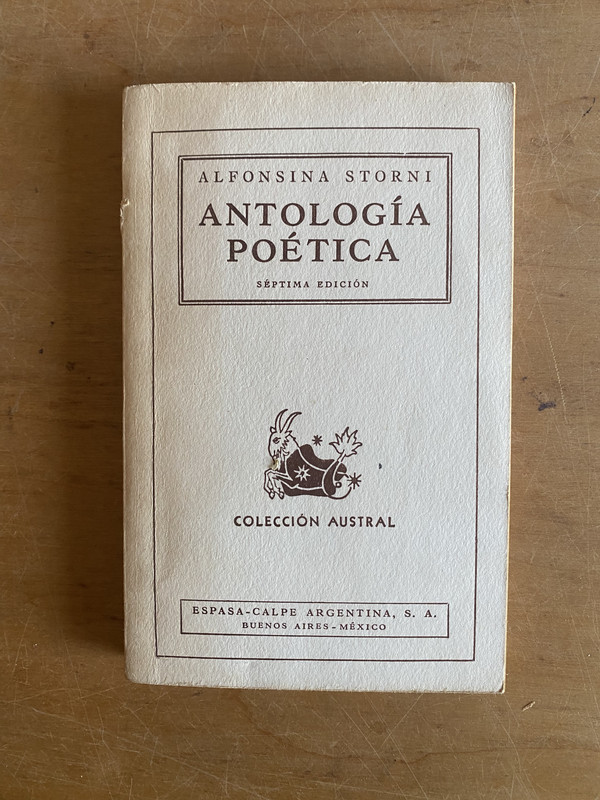 ALFONSINA STORNI
ANTOLOGÍA
POÉTICA
SÉPTIMA EDICIÓN
COLECCIÓN AUSTRAL
ESPASA-CALPE ARGENTINA, S. A.
BUENOS AIRES-MÉXICO